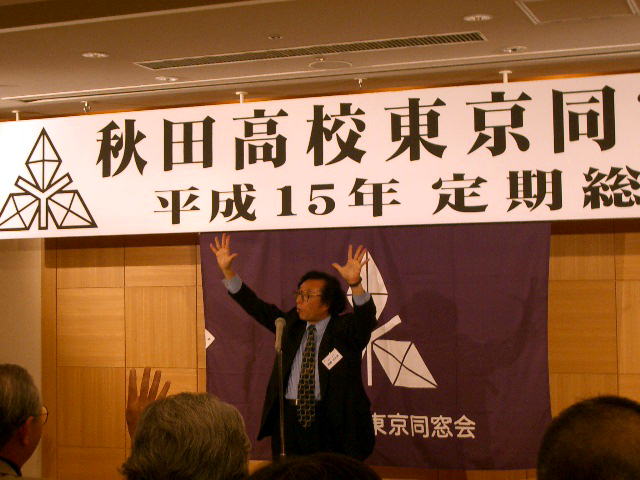 秋田高校東京同
平成15年 定期総
東京同窓会